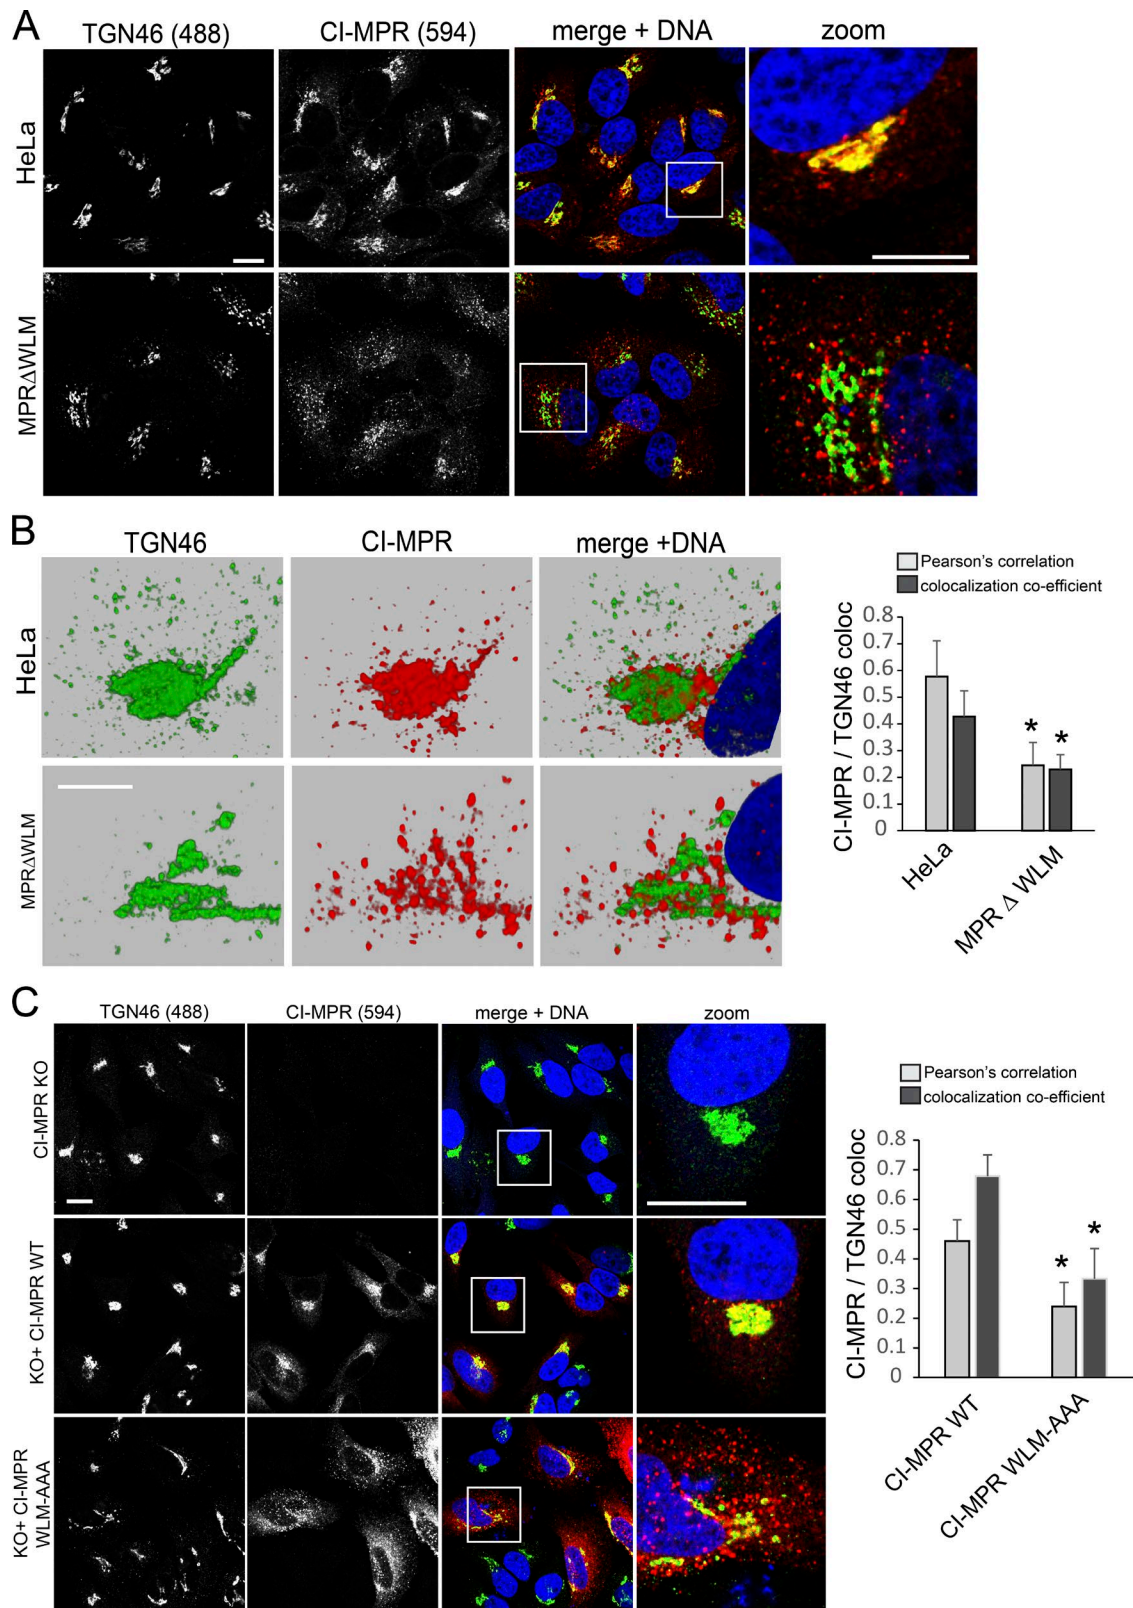 A
TGN46 (488) CI-MPR (594) merge + DNA zoom
HeLa
MPRΔWLM
B
TGN46 CI-MPR merge +DNA
HeLa
MPRΔWLM
Pearson's correlation
colocalization co-efficient
CI-MPR / TGN46 coloc
0.8
0.7
0.6
0.5
0.4
0.3
0.2
0.1
0
* *
HeLa
MPR Δ WLM
C
TGN46 (488) CI-MPR (594) merge + DNA zoom
CI-MPR KO
KO+ CI-MPR WT
KO+ CI-MPR
WLM-AAA
Pearson's correlation
colocalization co-efficient
CI-MPR / TGN46 coloc
0.8
0.7
0.6
0.5
0.4
0.3
0.2
0.1
0
* *
CI-MPR WT
CI-MPR WLM-AAA